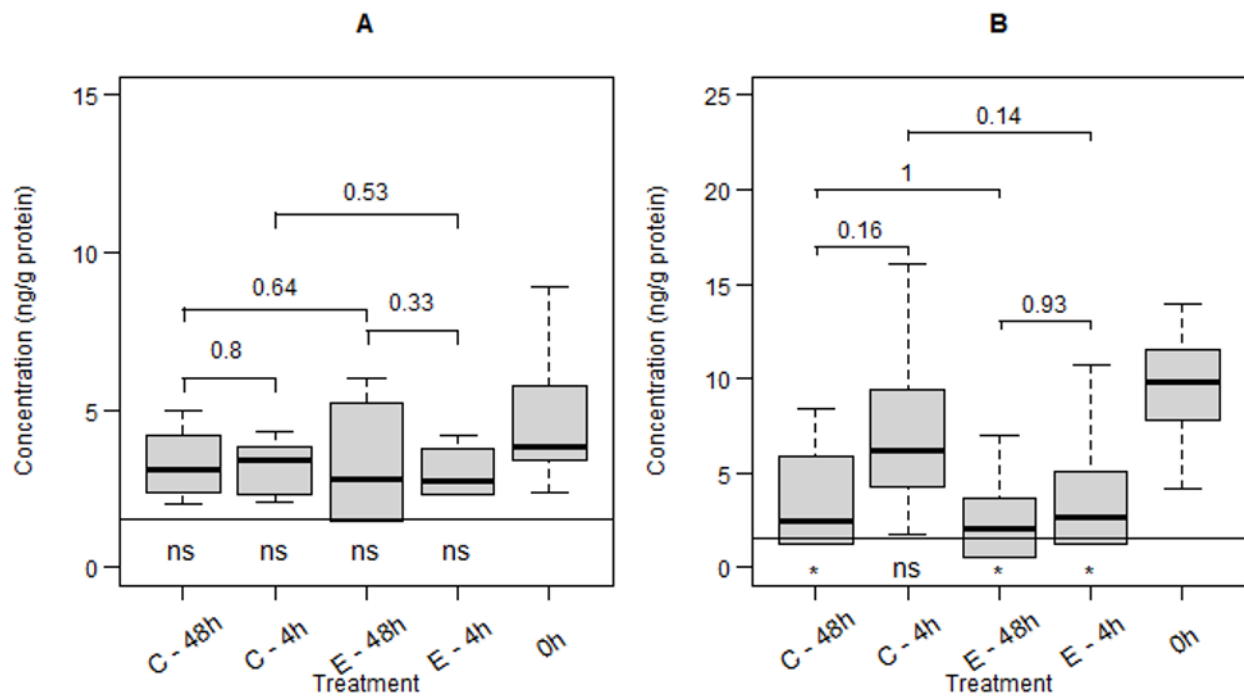 A
Concentration (ng/g protein)
15
10
5
0
0.53
0.64
0.33
0.8
ns
ns
ns
ns
C - 48h
C - 4h
E - 48h
E - 4h
0h
Treatment
B
Concentration (ng/g protein)
25
20
15
10
5
0
0.14
1
0.16
0.93
*
ns
*
*
C - 48h
C - 4h
E - 48h
E - 4h
0h
Treatment